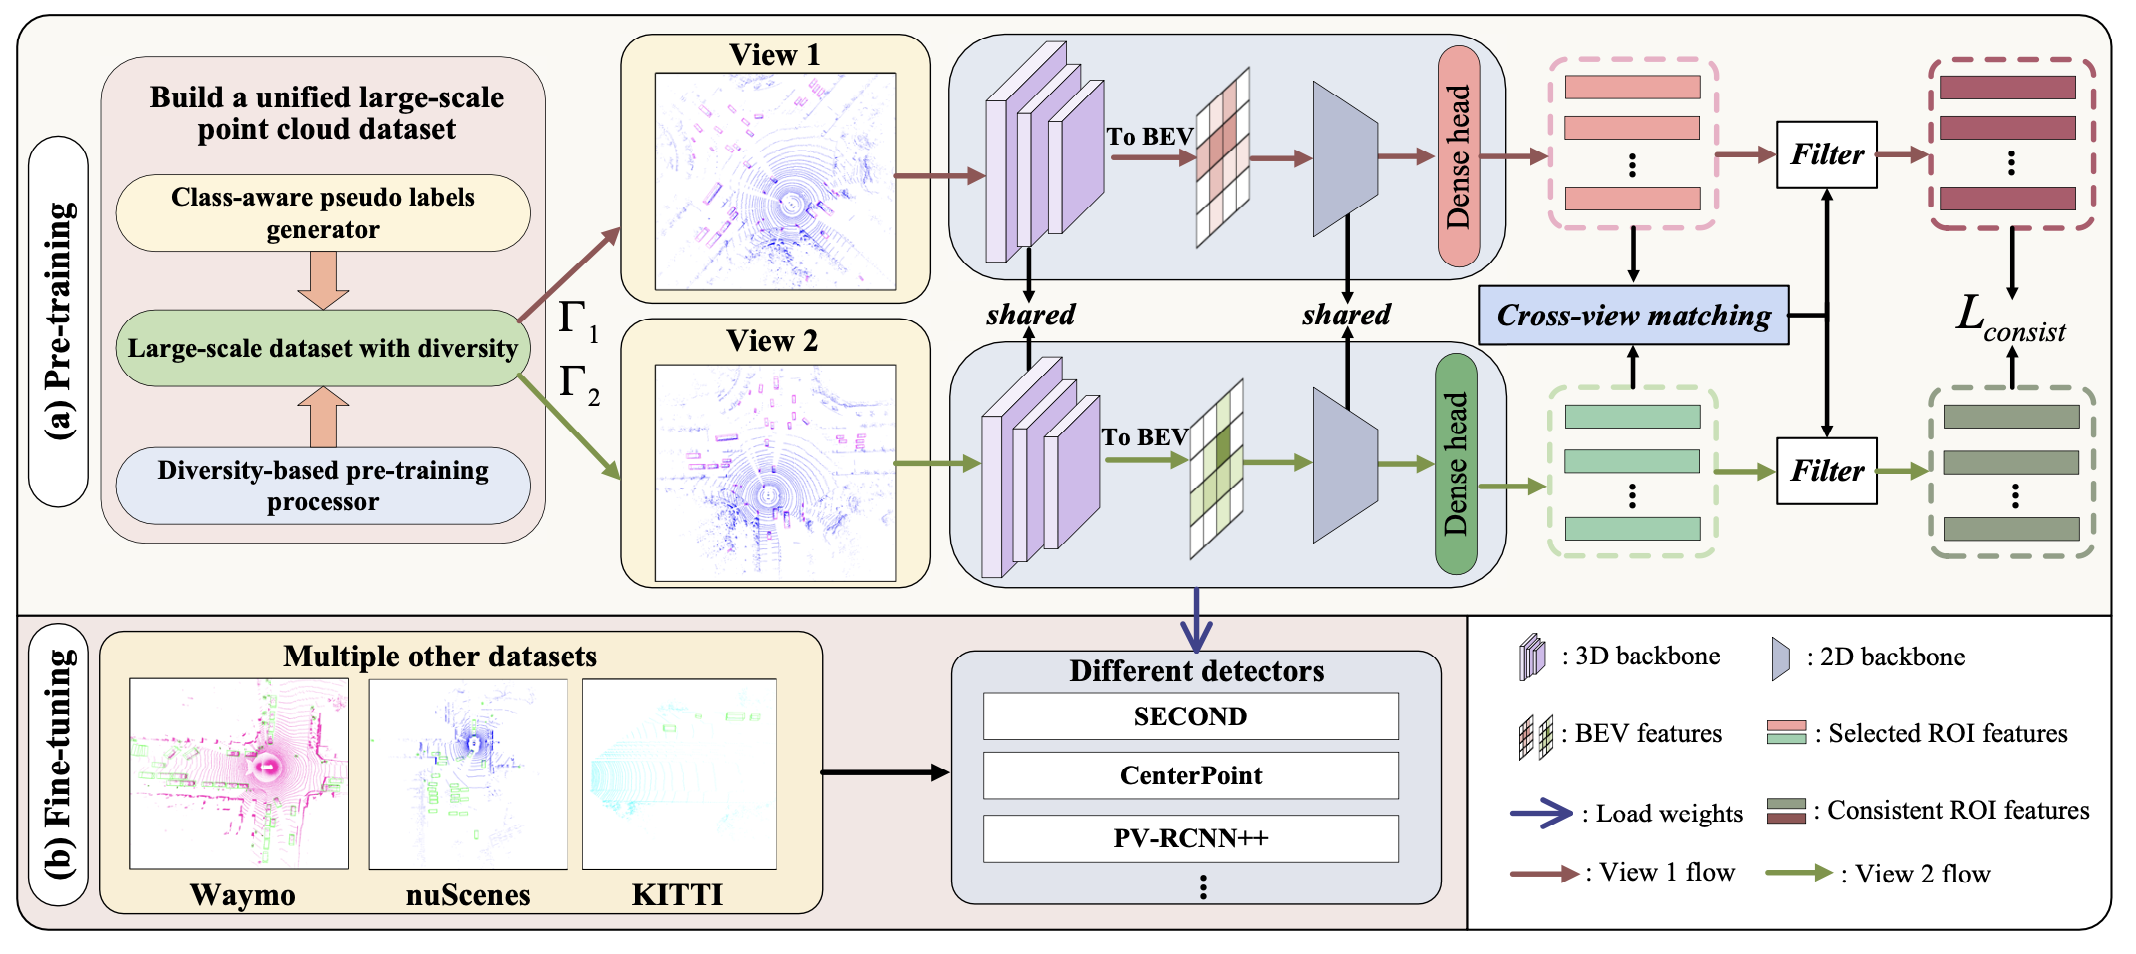 (a) Pre-training
Build a unified large-scale
point cloud dataset
Class-aware pseudo labels
generator
Large-scale dataset with diversity
Diversity-based pre-training
processor
Γ1
Γ2
View 1
View 2
To BEV
Dense head
shared
shared
To BEV
Dense head
Cross-view matching
Filter
Filter
Lconsist
(b) Fine-tuning
Multiple other datasets
Waymo
nuScenes
KITTI
Different detectors
SECOND
CenterPoint
PV-RCNN++
: 3D backbone
: 2D backbone
: BEV features
: Selected ROI features
: Load weights
: Consistent ROI features
: View 1 flow
: View 2 flow